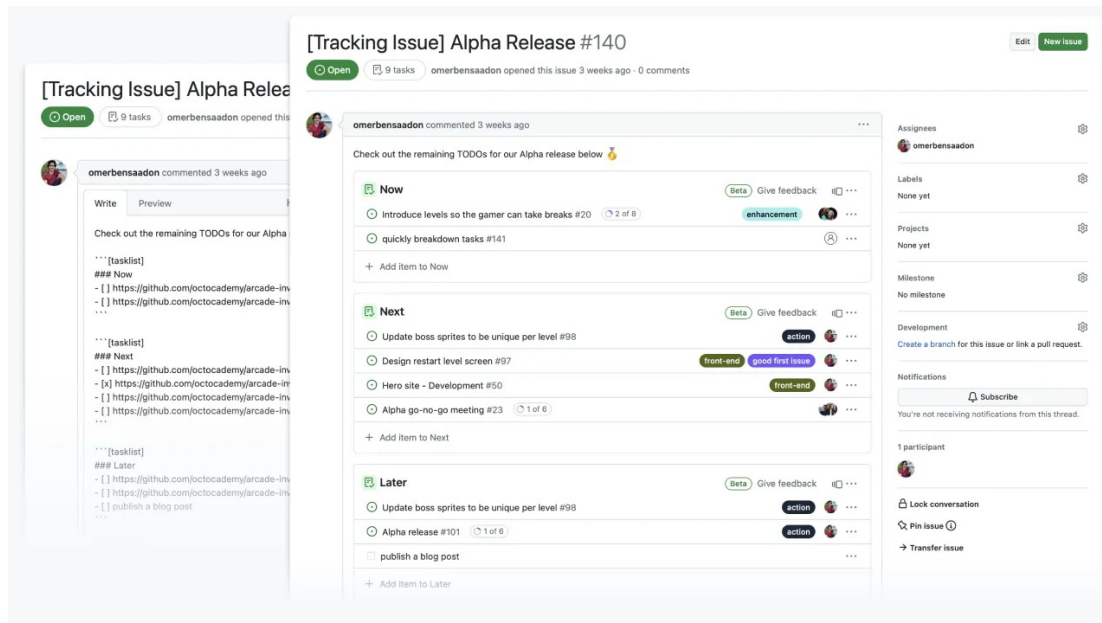 [Tracking Issue] Alpha Relea
Open 9 tasks omerbensaadon opened this
omerbensaadon commented 3 weeks ago
Write Preview
Check out the remaining TODOs for our Alpha
```[tasklist]
### Now
- [ ] https://github.com/octocademy/arcade-inv
- [ ] https://github.com/octocademy/arcade-inv
```
```[tasklist]
### Next
- [ ] https://github.com/octocademy/arcade-inv
- [x] https://github.com/octocademy/arcade-inv
- [ ] https://github.com/octocademy/arcade-inv
- [ ] https://github.com/octocademy/arcade-inv
```
```[tasklist]
### Later
- [ ] https://github.com/octocademy/arcade-inv
- [ ] https://github.com/octocademy/arcade-inv
- [ ] publish a blog post
```
[Tracking Issue] Alpha Release #140
Edit New issue
Open 9 tasks omerbensaadon opened this issue 3 weeks ago · 0 comments
omerbensaadon commented 3 weeks ago
Check out the remaining TODOs for our Alpha release below 🥇
Now Beta Give feedback
Introduce levels so the gamer can take breaks #20 2 of 8 enhancement
quickly breakdown tasks #141
+ Add item to Now
Next Beta Give feedback
Update boss sprites to be unique per level #98 action
Design restart level screen #97 front-end good first issue
Hero site - Development #50 front-end
Alpha go-no-go meeting #23 1 of 6
+ Add item to Next
Later Beta Give feedback
Update boss sprites to be unique per level #98 action
Alpha release #101 1 of 6 action
publish a blog post
+ Add item to Later
Assignees
omerbensaadon
Labels
None yet
Projects
None yet
Milestone
No milestone
Development
Create a branch for this issue or link a pull request.
Notifications
Subscribe
You're not receiving notifications from this thread.
1 participant
Lock conversation
Pin issue
Transfer issue